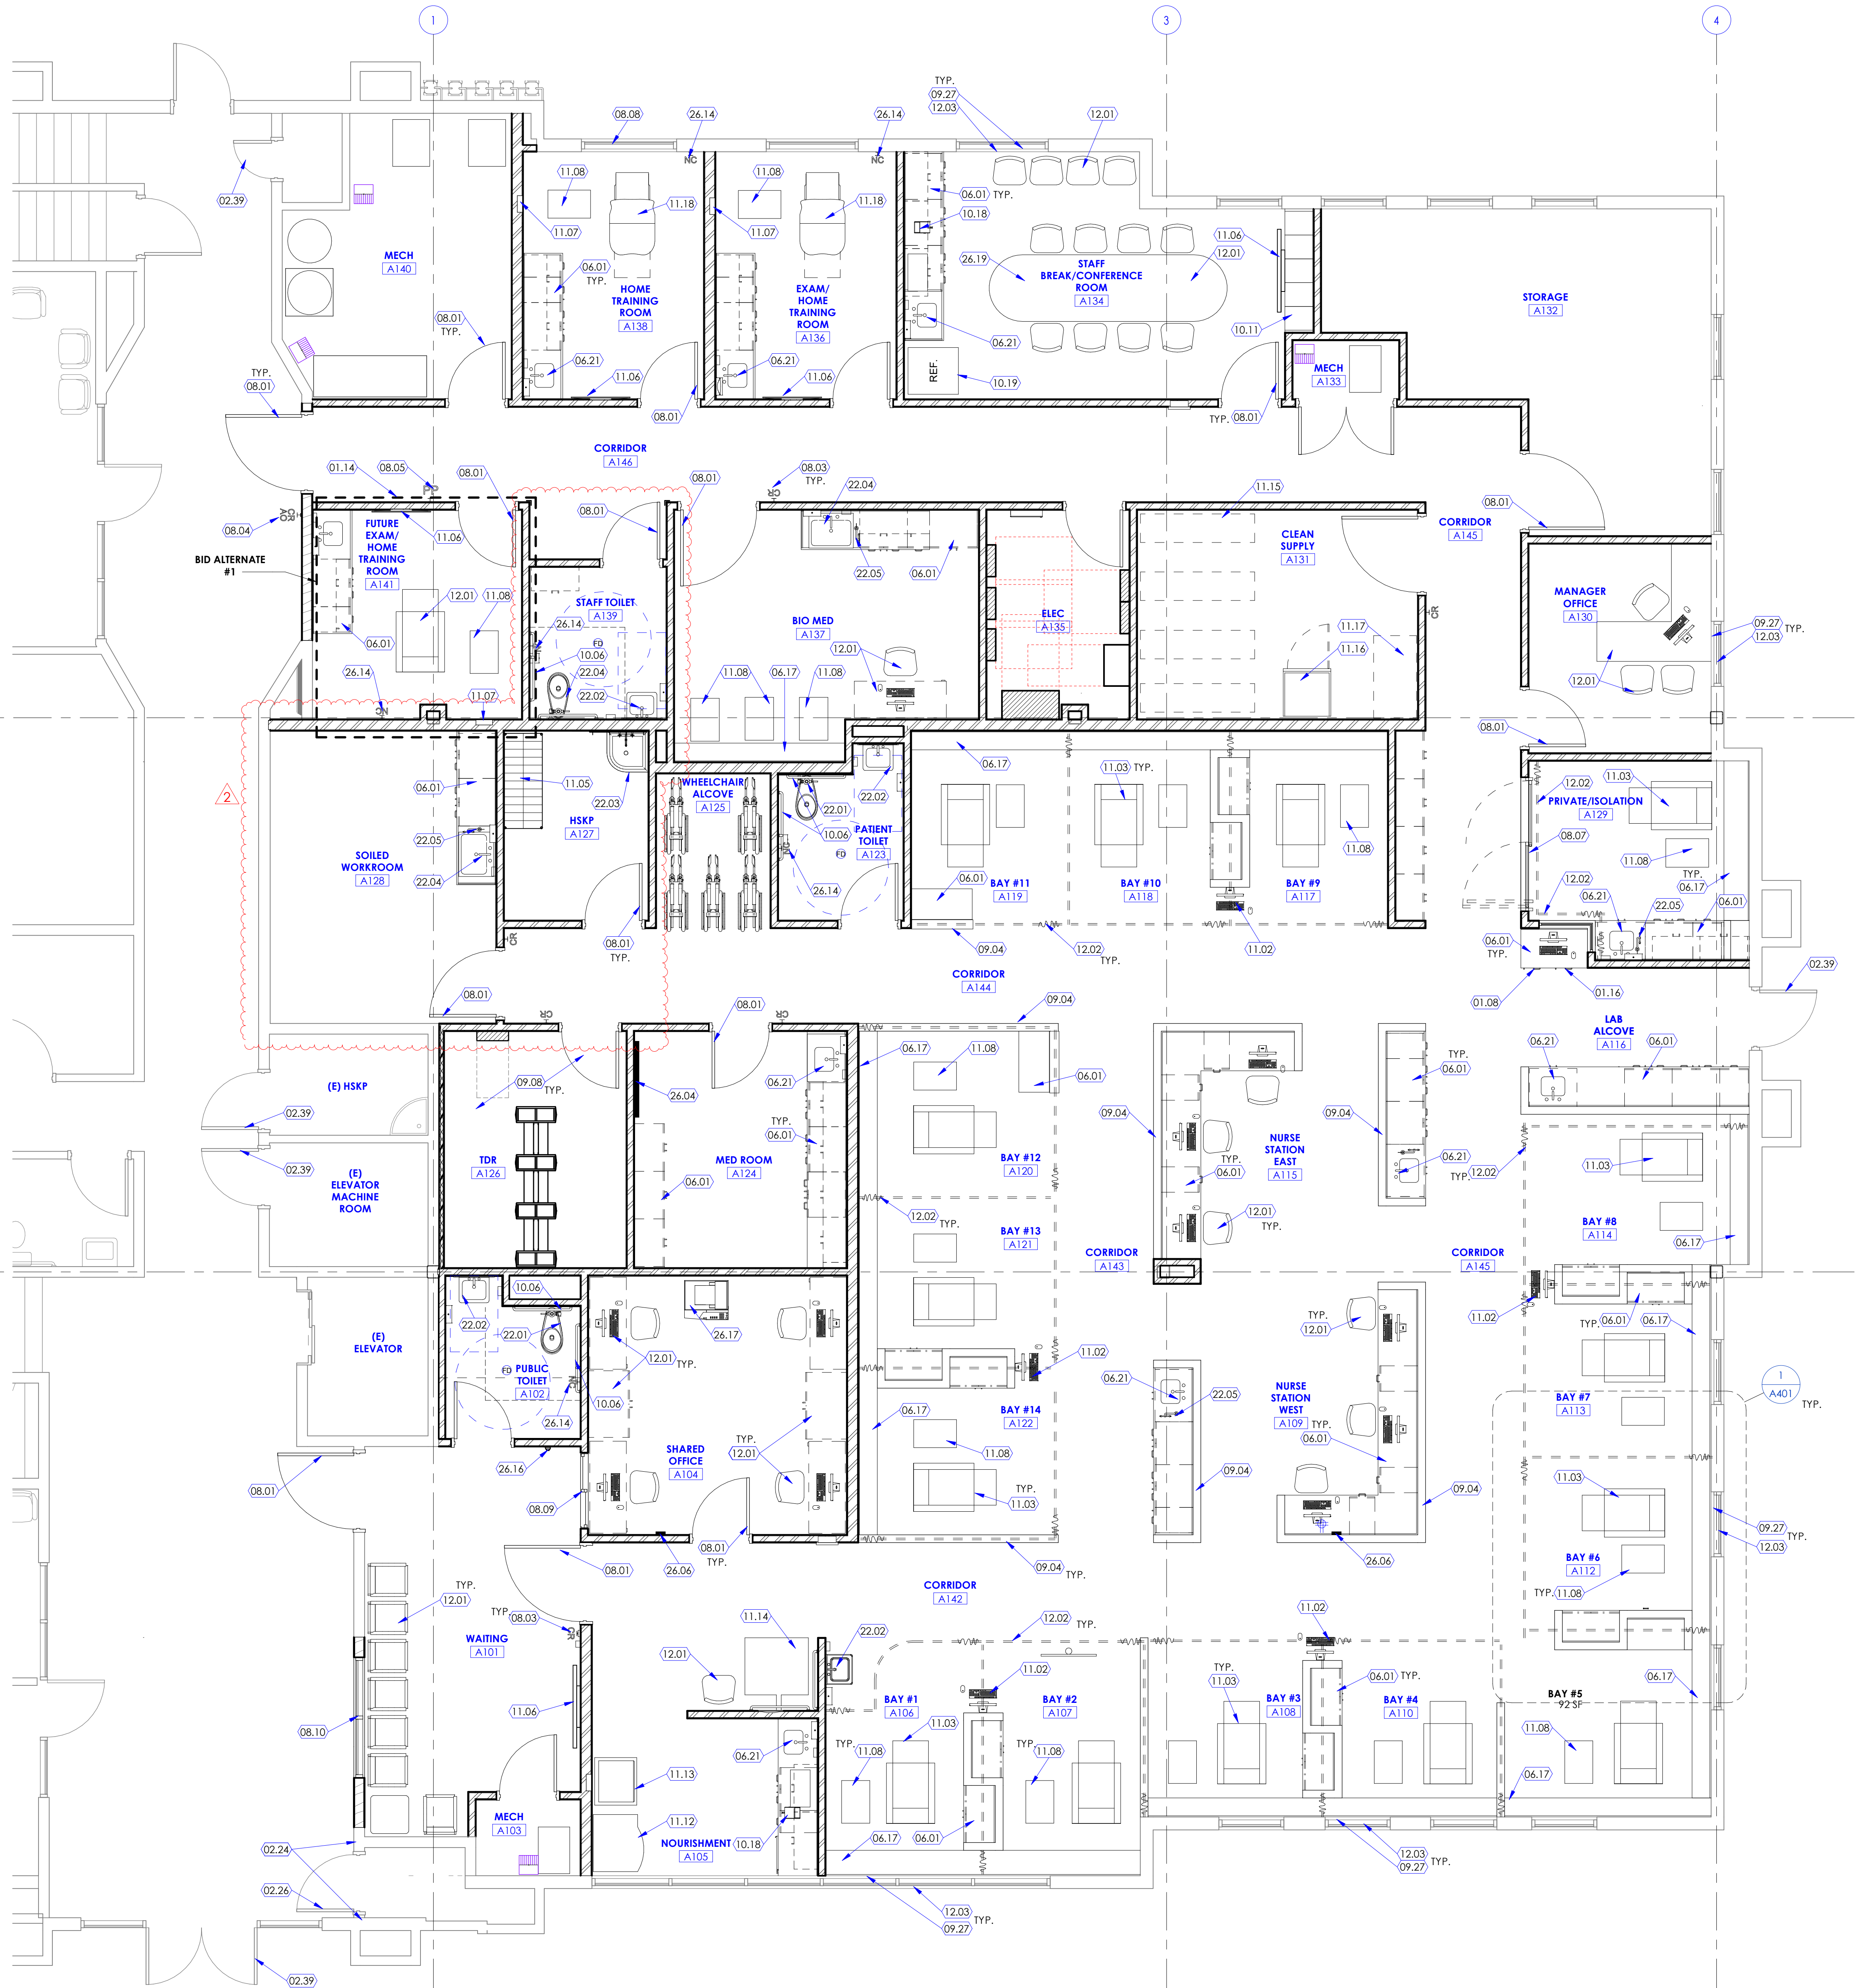 1
3
4
TYP.
09.27
12.03
12.01
08.08
26.14
26.14
02.39
11.08
11.18
11.07
11.08
11.18
11.07
06.01 TYP.
10.18
11.06
26.19
12.01
STAFF
BREAK/CONFERENCE
ROOM
A134
MECH
A140
06.01
TYP.
HOME
TRAINING
ROOM
A138
EXAM/
HOME
TRAINING
ROOM
A136
STORAGE
A132
08.01
TYP.
06.21
06.21
06.21
10.11
REF.
10.19
MECH
A133
11.06
11.06
TYP.
08.01
08.01
TYP. 08.01
CORRIDOR
A146
01.14
08.05
08.01
08.01
08.03
TYP.
22.04
11.15
08.01
CORRIDOR
A145
CR
AO
08.04
FUTURE
EXAM/
HOME
TRAINING
ROOM
A141
11.06
08.01
BID ALTERNATE
#1
CLEAN
SUPPLY
A131
22.05
06.01
12.01
11.08
STAFF TOILET
A139
FD
26.14
10.06
22.04
22.02
BIO MED
A137
ELEC
A135
MANAGER
OFFICE
A130
09.27
12.03 TYP.
06.01
12.01
11.17
11.16
12.01
26.14
NC
11.07
11.08
06.17
11.08
CR
08.01
2
06.01
11.05
22.03
HSKP
A127
WHEELCHAIR
ALCOVE
A125
22.01
10.06
22.02
PATIENT
TOILET
A123
FD
NC
26.14
06.17
11.03 TYP.
12.02
11.03
PRIVATE/ISOLATION
A129
08.07
22.05
22.04
SOILED
WORKROOM
A128
11.08
11.08
TYP.
06.17
06.01
BAY #11
A119
BAY #10
A118
BAY #9
A117
12.02
06.21
22.05
06.01
CR
08.01
TYP.
09.04
12.02
TYP.
11.02
06.01
TYP.
CORRIDOR
A144
02.39
08.01
CR
08.01
CR
09.04
01.08
01.16
LAB
ALCOVE
A116
06.21
06.01
(E) HSKP
09.08
TYP.
26.04
06.21
06.17
11.08
06.01
TYP.
06.01
02.39
TYP.
06.01
09.04
09.04
02.39
TDR
A126
MED ROOM
A124
06.01
BAY #12
A120
NURSE
STATION
EAST
A115
TYP.
06.01
06.21
TYP.
12.02
11.03
(E)
ELEVATOR
MACHINE
ROOM
12.02
TYP.
BAY #13
A121
12.01
TYP.
BAY #8
A114
06.17
CORRIDOR
A143
CORRIDOR
A145
10.06
22.02
22.01
26.17
TYP.
12.01
11.02
06.01
06.17
TYP.
(E)
ELEVATOR
12.01
TYP.
11.02
PUBLIC
TOILET
A102
FD
26.14
10.06
06.21
22.05
NURSE
STATION
WEST
A109
TYP.
06.01
BAY #7
A113
1
A401
TYP.
SHARED
OFFICE
A104
TYP.
12.01
06.17
BAY #14
A122
11.08
08.01
26.16
08.09
TYP.
11.03
09.04
09.04
11.03
09.27
12.03
TYP.
08.01
TYP.
08.01
26.06
09.04
TYP.
26.06
BAY #6
A112
TYP. 11.08
TYP.
12.01
CORRIDOR
A142
TYP.
08.03
CR
11.14
22.02
12.02
TYP.
11.02
WAITING
A101
12.01
11.02
TYP.
11.03
06.01 TYP.
06.17
11.06
BAY #1
A106
BAY #2
A107
BAY #3
A108
BAY #4
A110
BAY #5
92 SF
08.10
06.21
11.03
TYP.
11.08
TYP.
11.08
11.08
11.13
06.17
MECH
A103
11.12
NOURISHMENT
A105
10.18
06.17
06.01
02.24
12.03
09.27
TYP.
02.26
12.03
09.27
TYP.
02.39